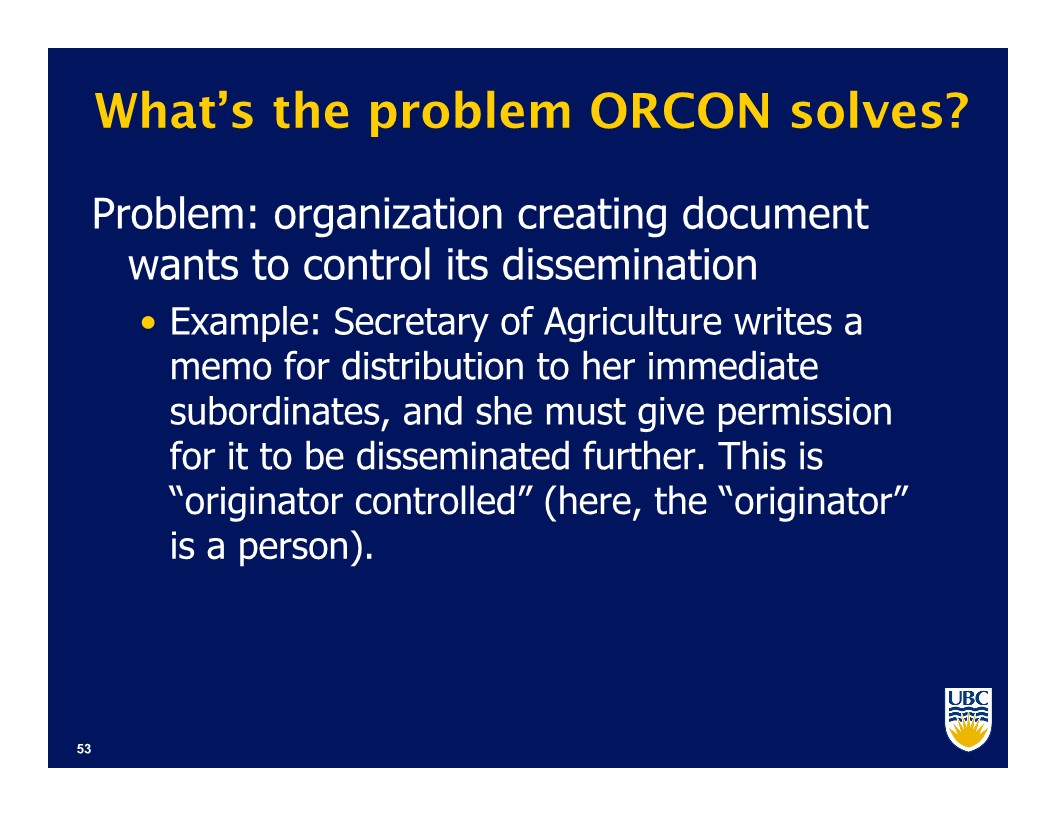 What’s the problem ORCON solves?
Problem: organization creating document
wants to control its dissemination
• Example: Secretary of Agriculture writes a
memo for distribution to her immediate
subordinates, and she must give permission
for it to be disseminated further. This is
“originator controlled” (here, the “originator”
is a person).
UBC
53